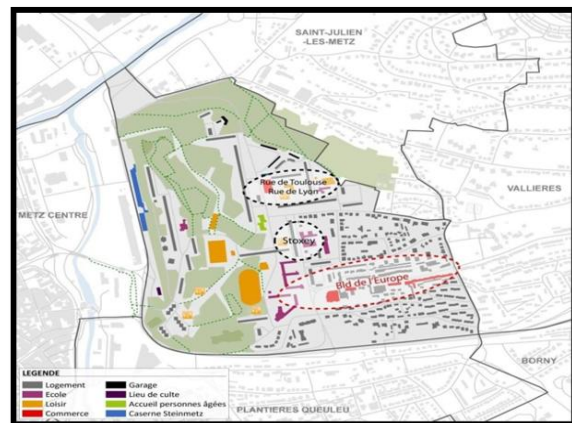 SAINT-JULIEN
-LES-METZ
Rue de Toulouse
Rue de Lyon
VALLIERES
METZ CENTRE
Stoxey
Bld de l'Europe
BORNY
PLANTIERES QUEULEU
LEGENDE
Logement
Ecole
Loisir
Commerce
Garage
Lieu de culte
Accueil personnes âgées
Caserne Steinmetz